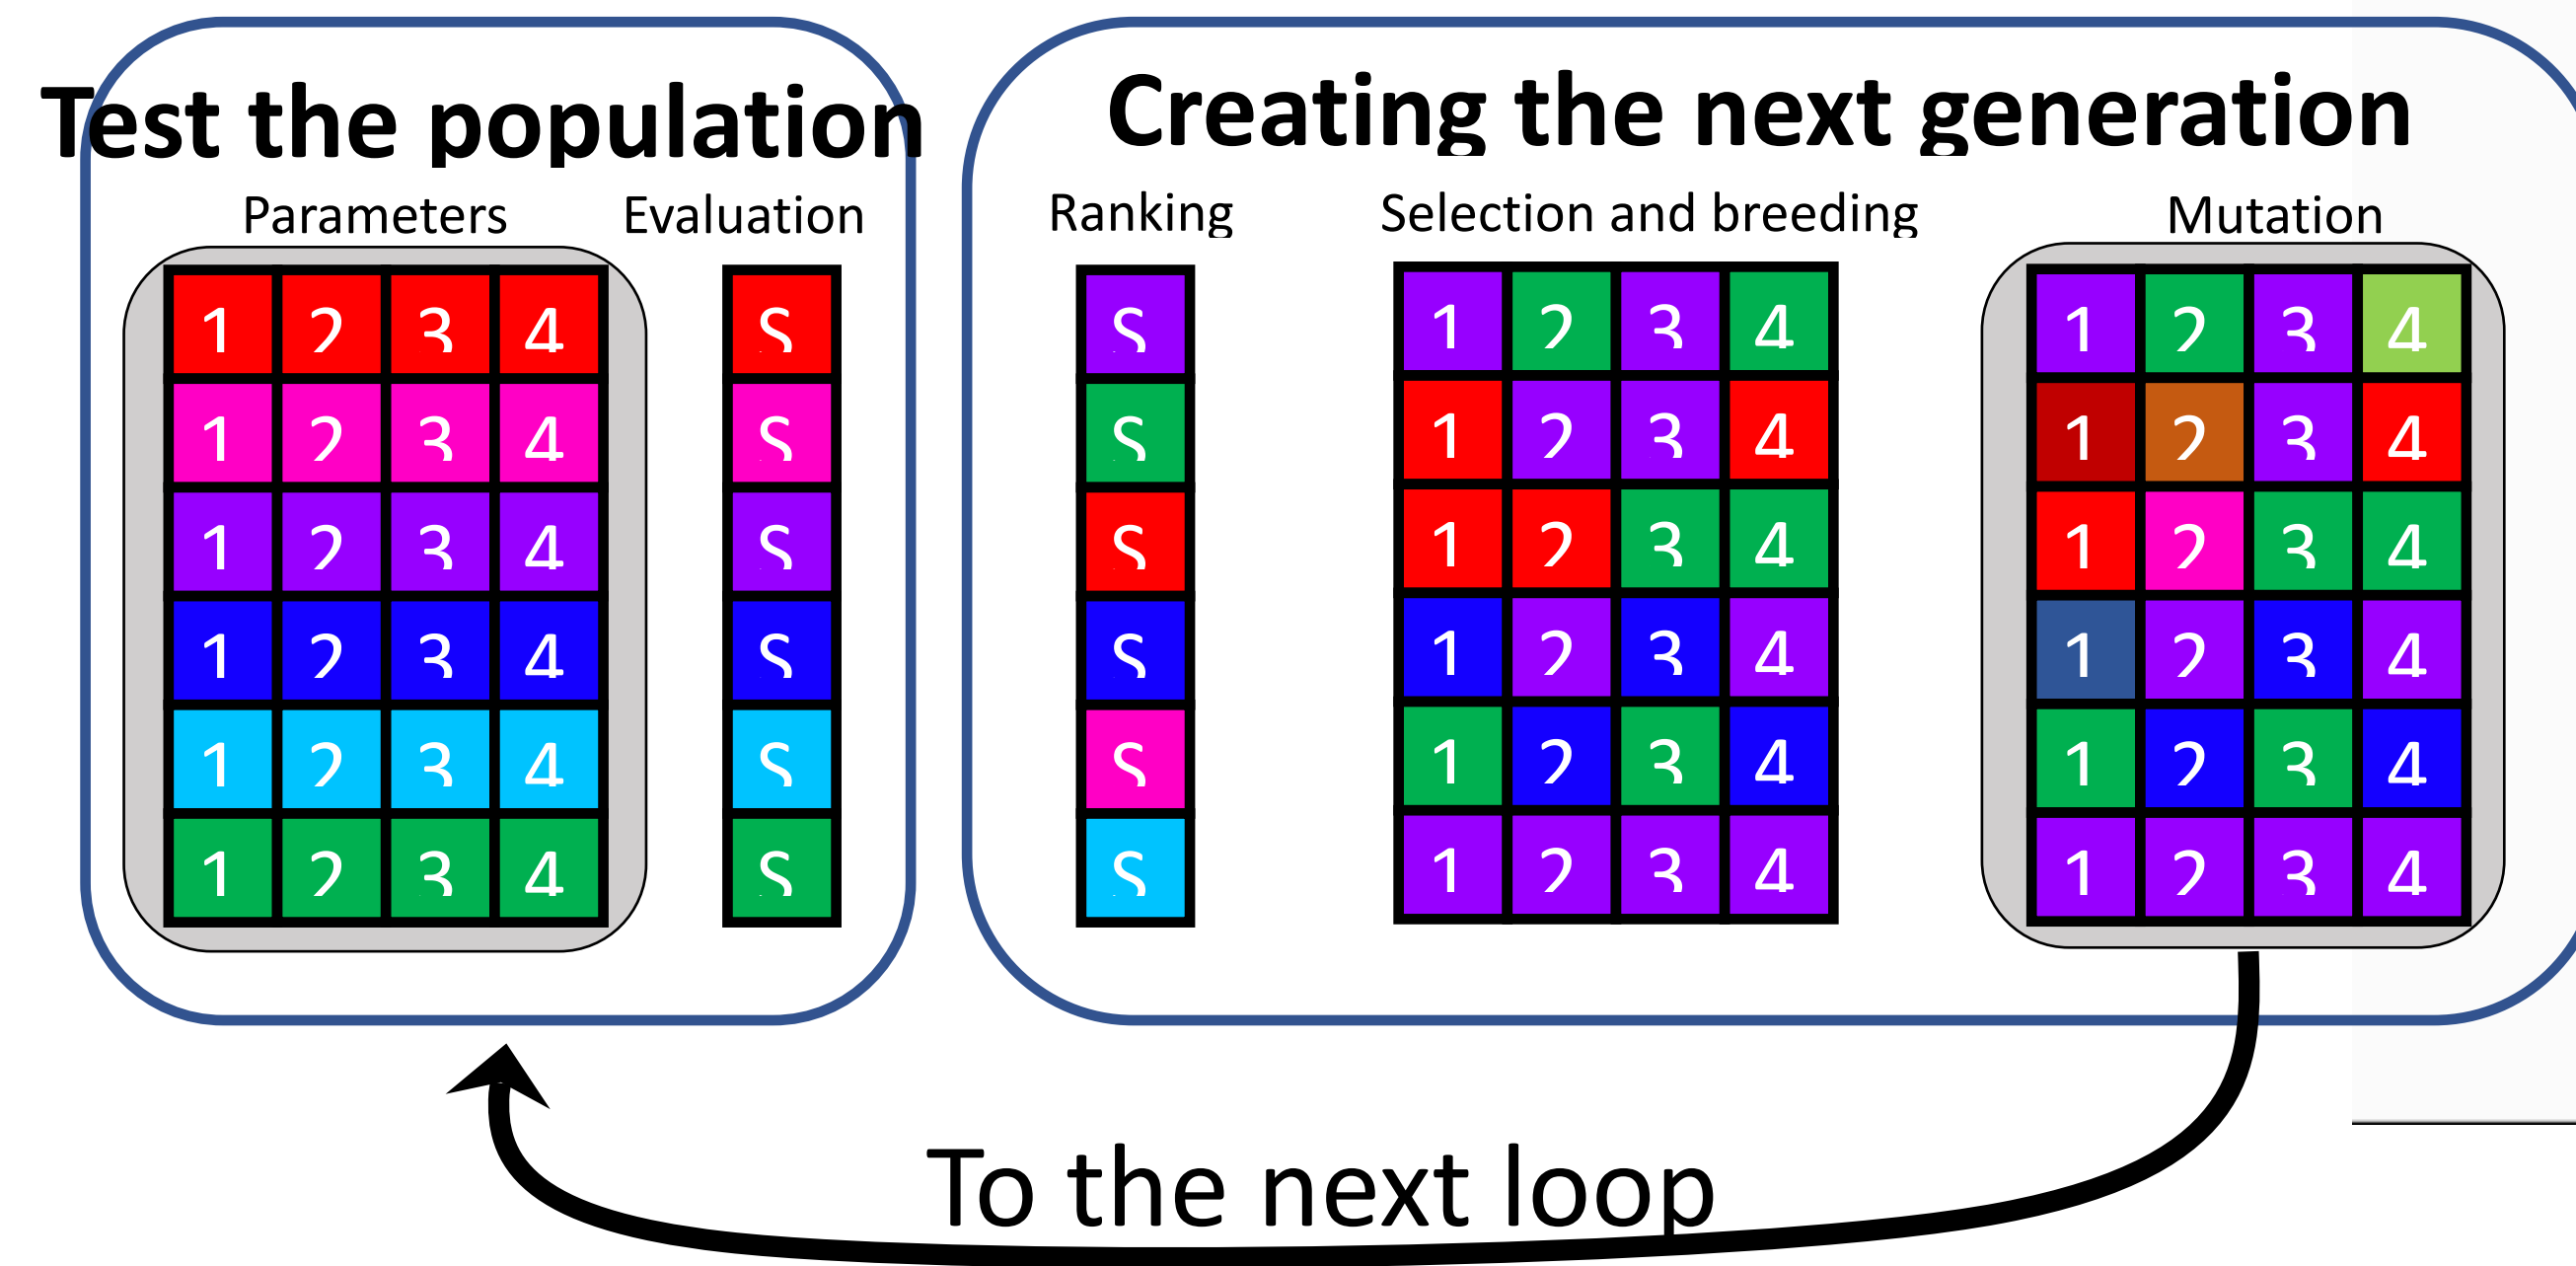 Test the population
Creating the next generation
Parameters
Evaluation
Ranking
Selection and breeding
Mutation
1 2 3 4 S S 1 2 3 4 1 2 3 4
1 2 3 4 S S 1 2 3 4 1 2 3 4
1 2 3 4 S S 1 2 3 4 1 2 3 4
1 2 3 4 S S 1 2 3 4 1 2 3 4
1 2 3 4 S S 1 2 3 4 1 2 3 4
1 2 3 4 S S 1 2 3 4 1 2 3 4
To the next loop